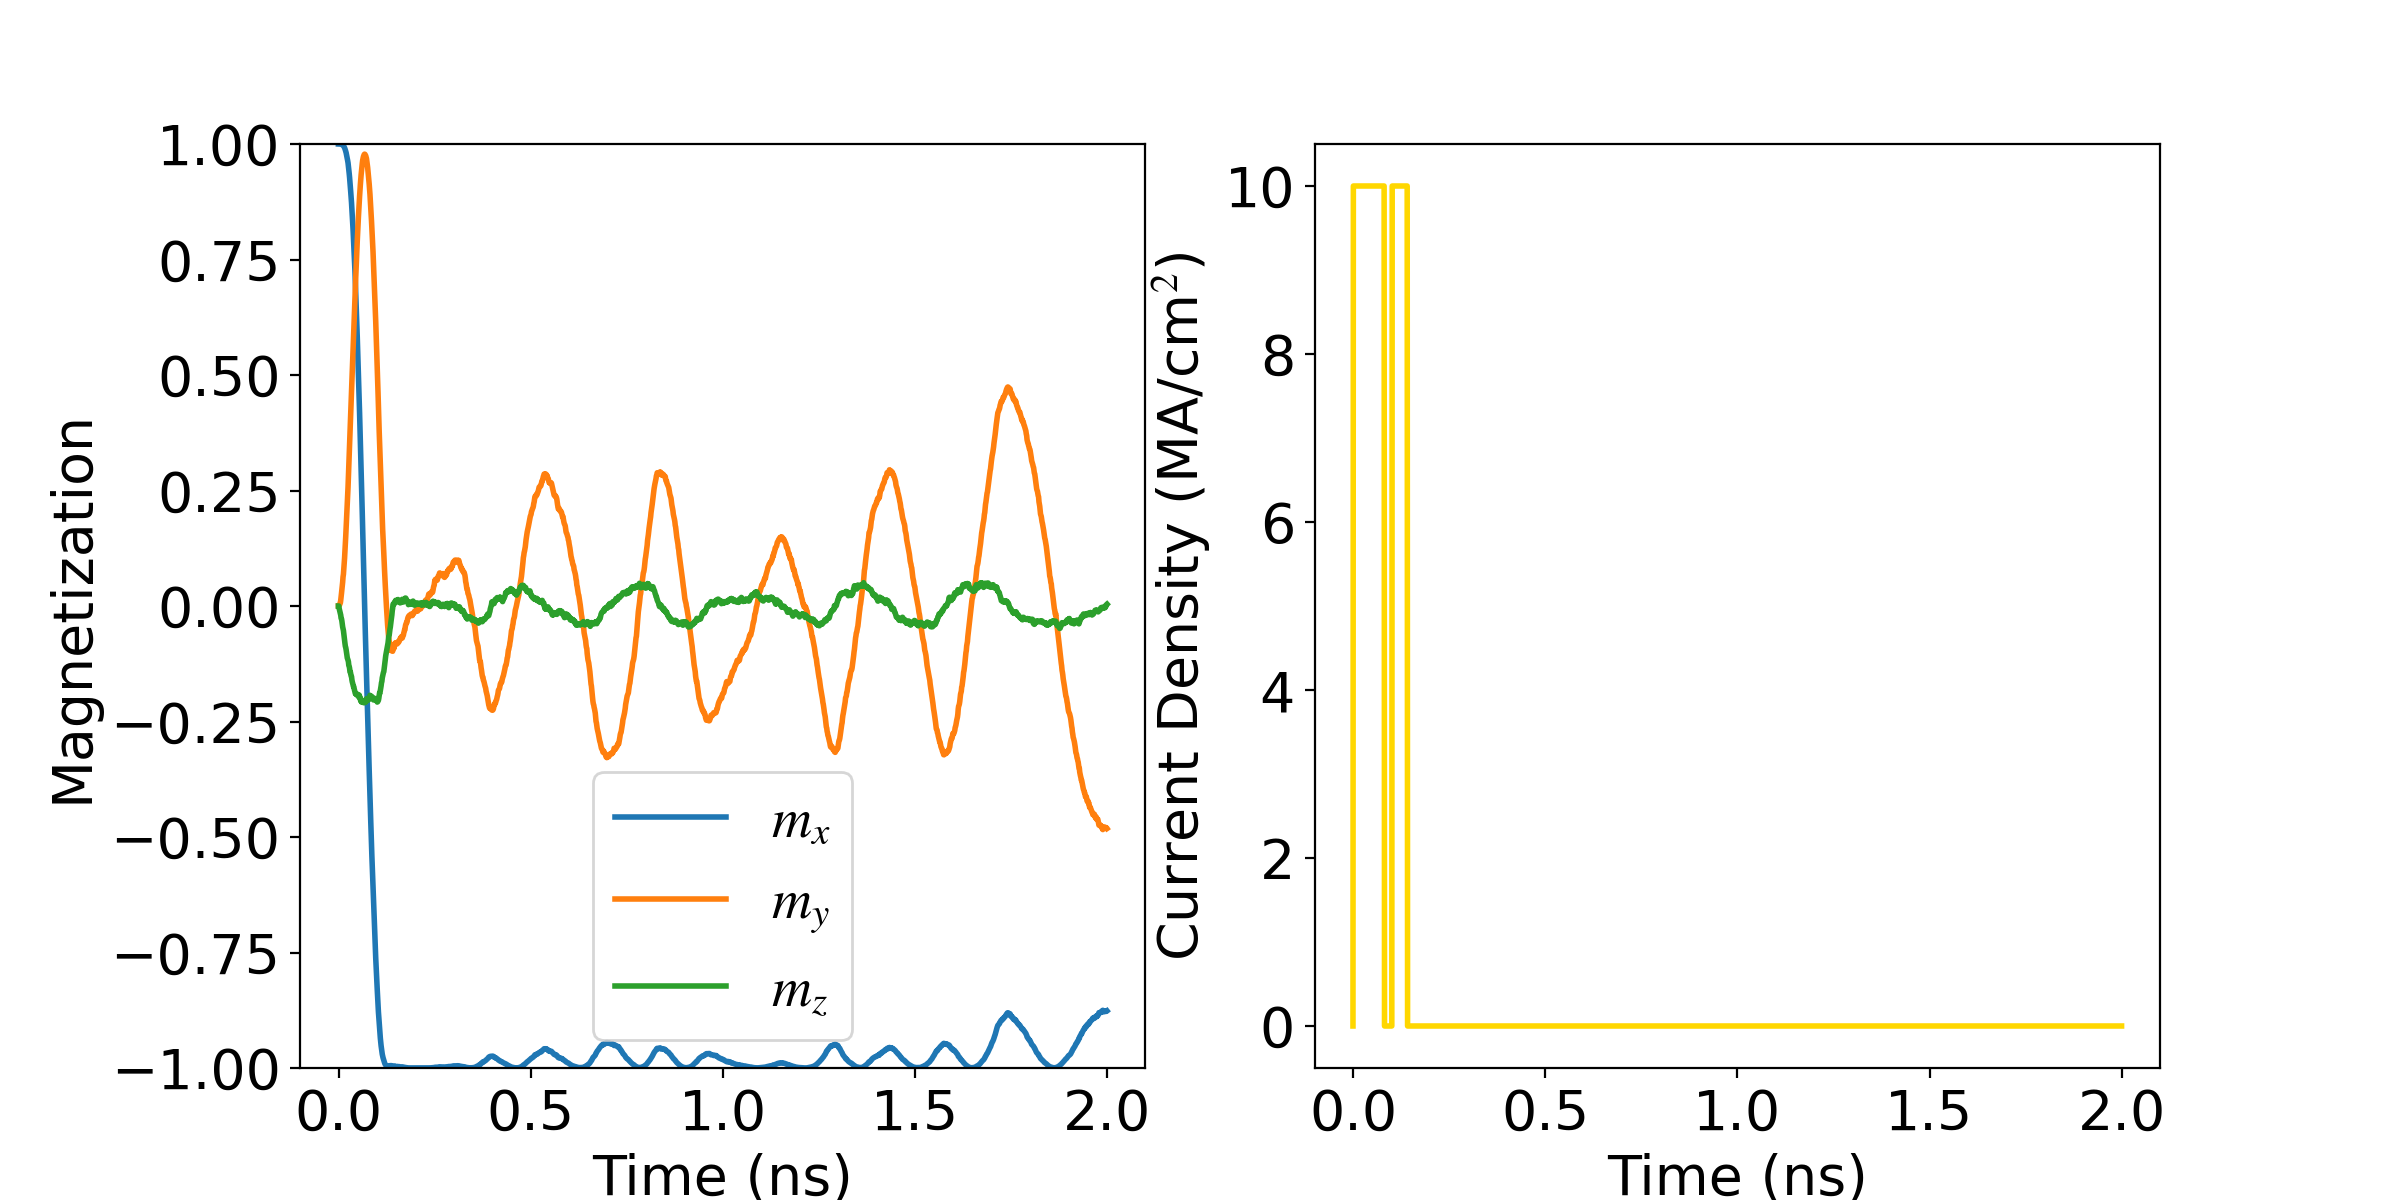 1.00
0.75
0.50
0.25
0.00
−0.25
−0.50
−0.75
−1.00
Magnetization
0.0 0.5 1.0 1.5 2.0
Time (ns)
m_x
m_y
m_z
10
8
6
4
2
0
Current Density (MA/cm²)
0.0 0.5 1.0 1.5 2.0
Time (ns)